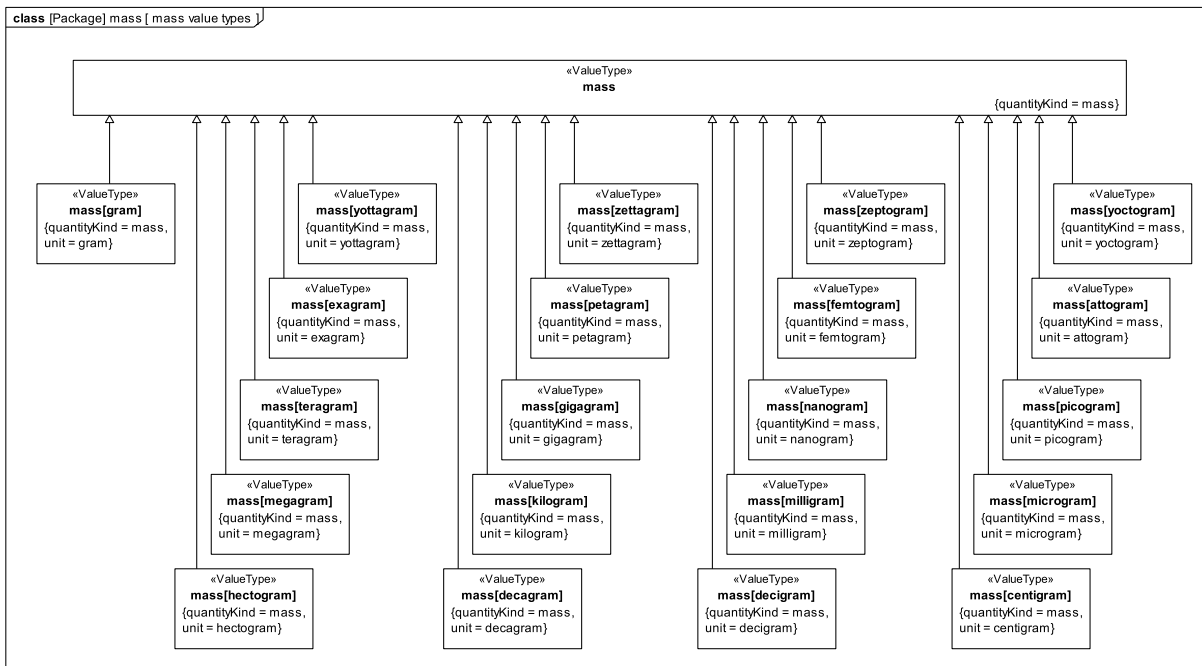 class [Package] mass [ mass value types ]
«ValueType»
mass
{quantityKind = mass}
«ValueType»
mass[gram]
{quantityKind = mass,
unit = gram}
«ValueType»
mass[yottagram]
{quantityKind = mass,
unit = yottagram}
«ValueType»
mass[zettagram]
{quantityKind = mass,
unit = zettagram}
«ValueType»
mass[zeptogram]
{quantityKind = mass,
unit = zeptogram}
«ValueType»
mass[yoctogram]
{quantityKind = mass,
unit = yoctogram}
«ValueType»
mass[exagram]
{quantityKind = mass,
unit = exagram}
«ValueType»
mass[petagram]
{quantityKind = mass,
unit = petagram}
«ValueType»
mass[femtogram]
{quantityKind = mass,
unit = femtogram}
«ValueType»
mass[attogram]
{quantityKind = mass,
unit = attogram}
«ValueType»
mass[teragram]
{quantityKind = mass,
unit = teragram}
«ValueType»
mass[gigagram]
{quantityKind = mass,
unit = gigagram}
«ValueType»
mass[nanogram]
{quantityKind = mass,
unit = nanogram}
«ValueType»
mass[picogram]
{quantityKind = mass,
unit = picogram}
«ValueType»
mass[megagram]
{quantityKind = mass,
unit = megagram}
«ValueType»
mass[kilogram]
{quantityKind = mass,
unit = kilogram}
«ValueType»
mass[milligram]
{quantityKind = mass,
unit = milligram}
«ValueType»
mass[microgram]
{quantityKind = mass,
unit = microgram}
«ValueType»
mass[hectogram]
{quantityKind = mass,
unit = hectogram}
«ValueType»
mass[decagram]
{quantityKind = mass,
unit = decagram}
«ValueType»
mass[decigram]
{quantityKind = mass,
unit = decigram}
«ValueType»
mass[centigram]
{quantityKind = mass,
unit = centigram}